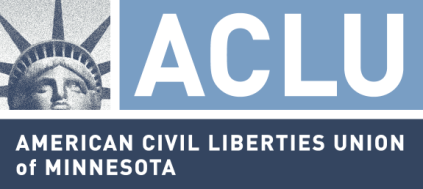 ACLU
AMERICAN CIVIL LIBERTIES UNION
of MINNESOTA